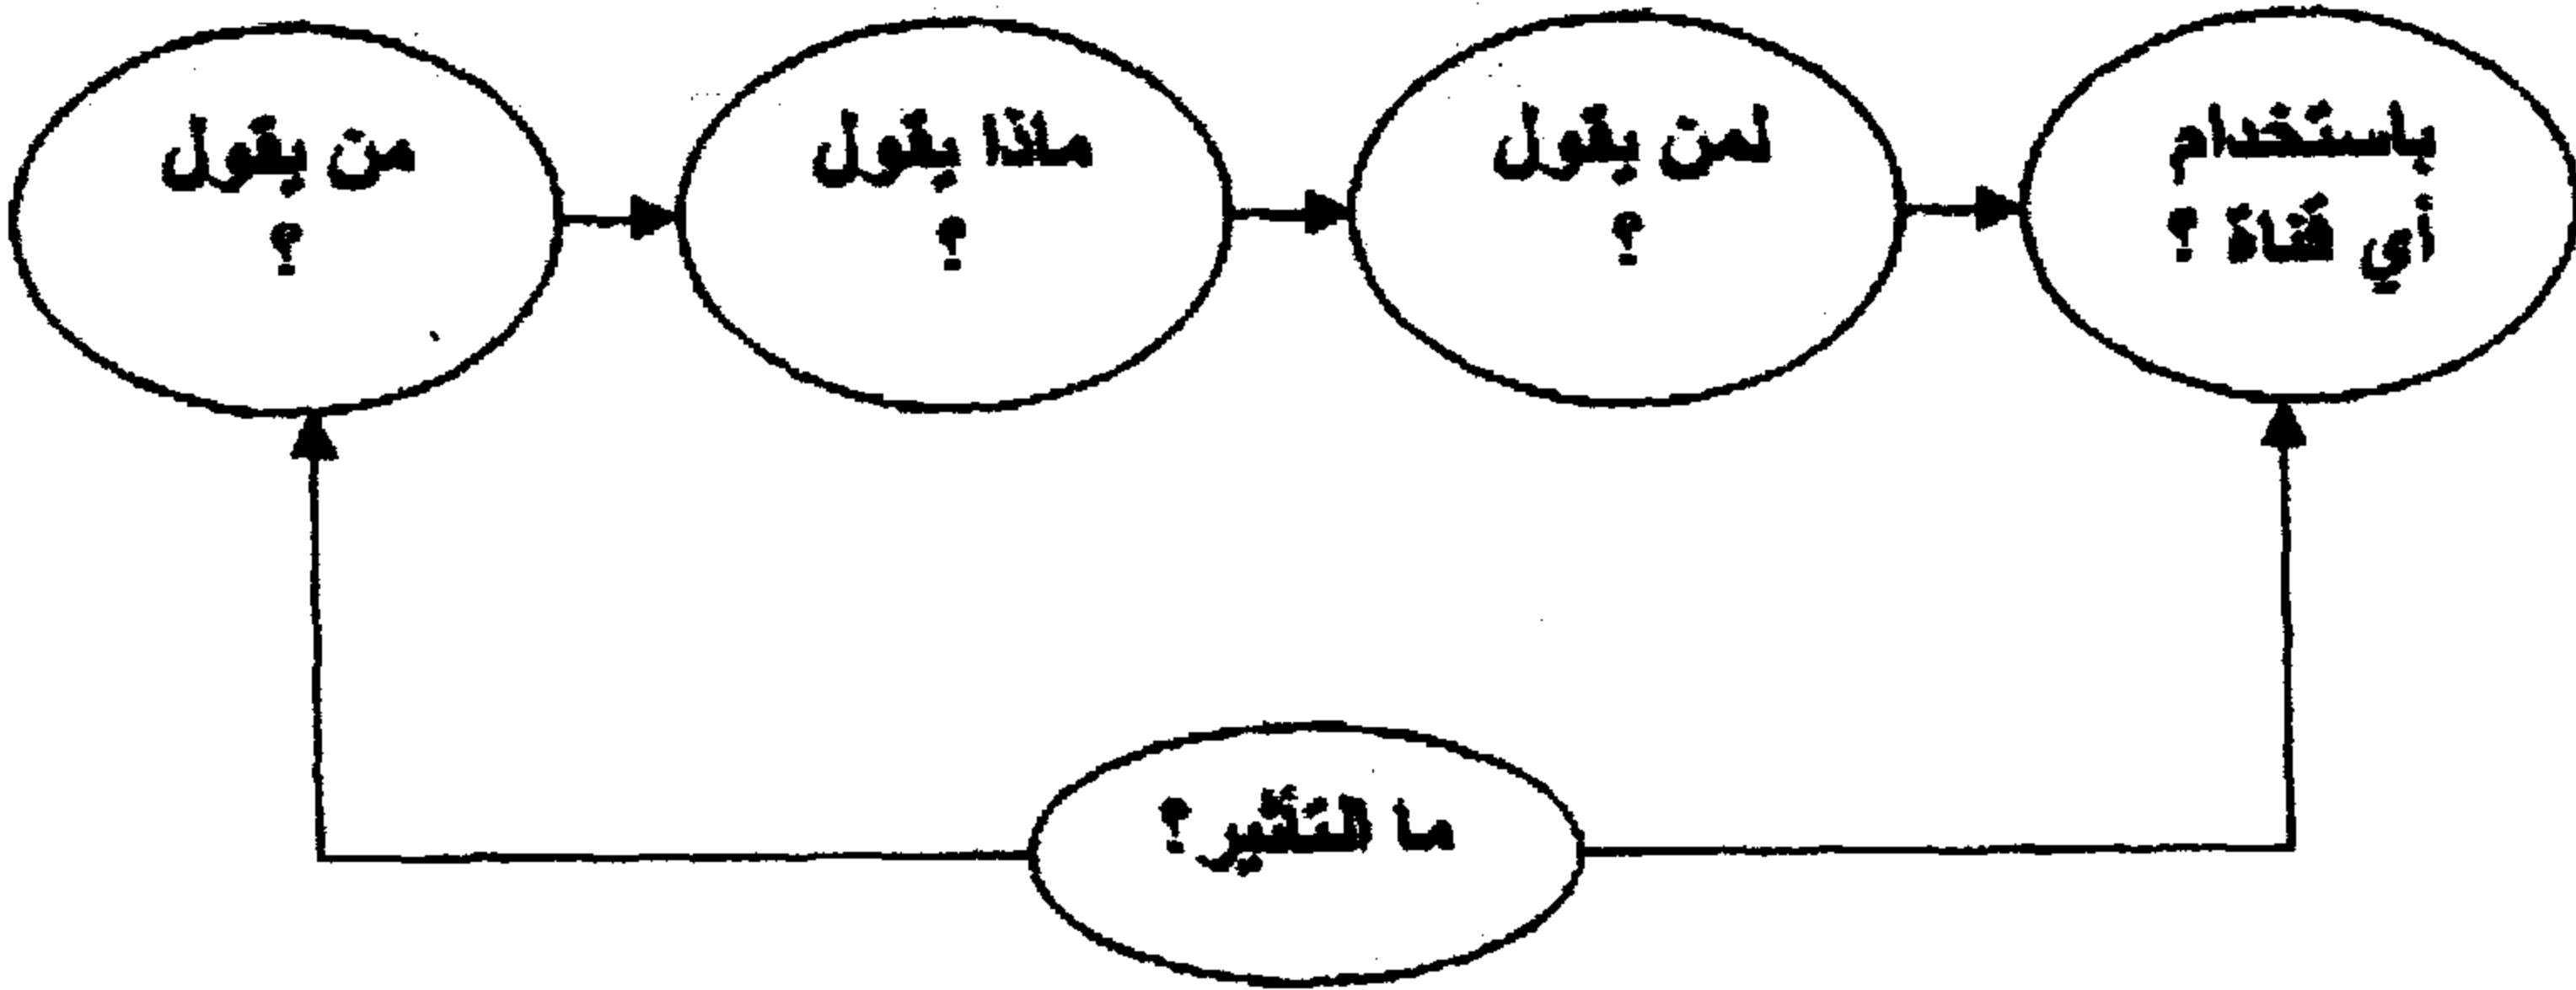 من يقول
؟
ماذا يقول
؟
لمن يقول
؟
باستخدام
أي قناة ؟
ما التأثير؟